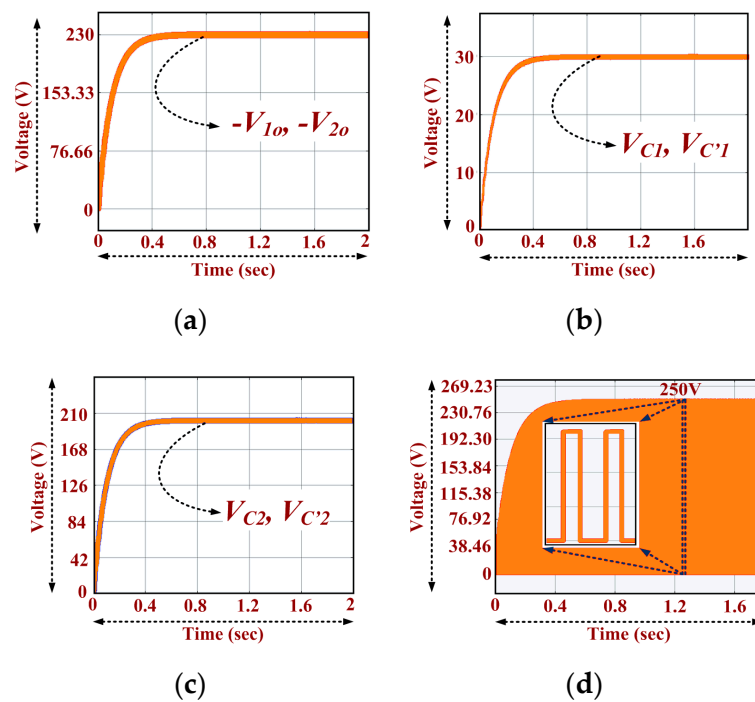 Voltage (V)
230
153.33
76.66
0
-V1o, -V2o
0 0.4 0.8 1.2 1.6 2
Time (sec)
(a)
Voltage (V)
30
20
10
0
VC1, VC'1
0 0.4 0.8 1.2 1.6
Time (sec)
(b)
Voltage (V)
210
168
126
84
42
0
VC2, VC'2
0 0.4 0.8 1.2 1.6 2
Time (sec)
(c)
Voltage (V)
269.23
230.76
192.30
153.84
115.38
76.92
38.46
0
250V
0 0.4 0.8 1.2 1.6
Time (sec)
(d)